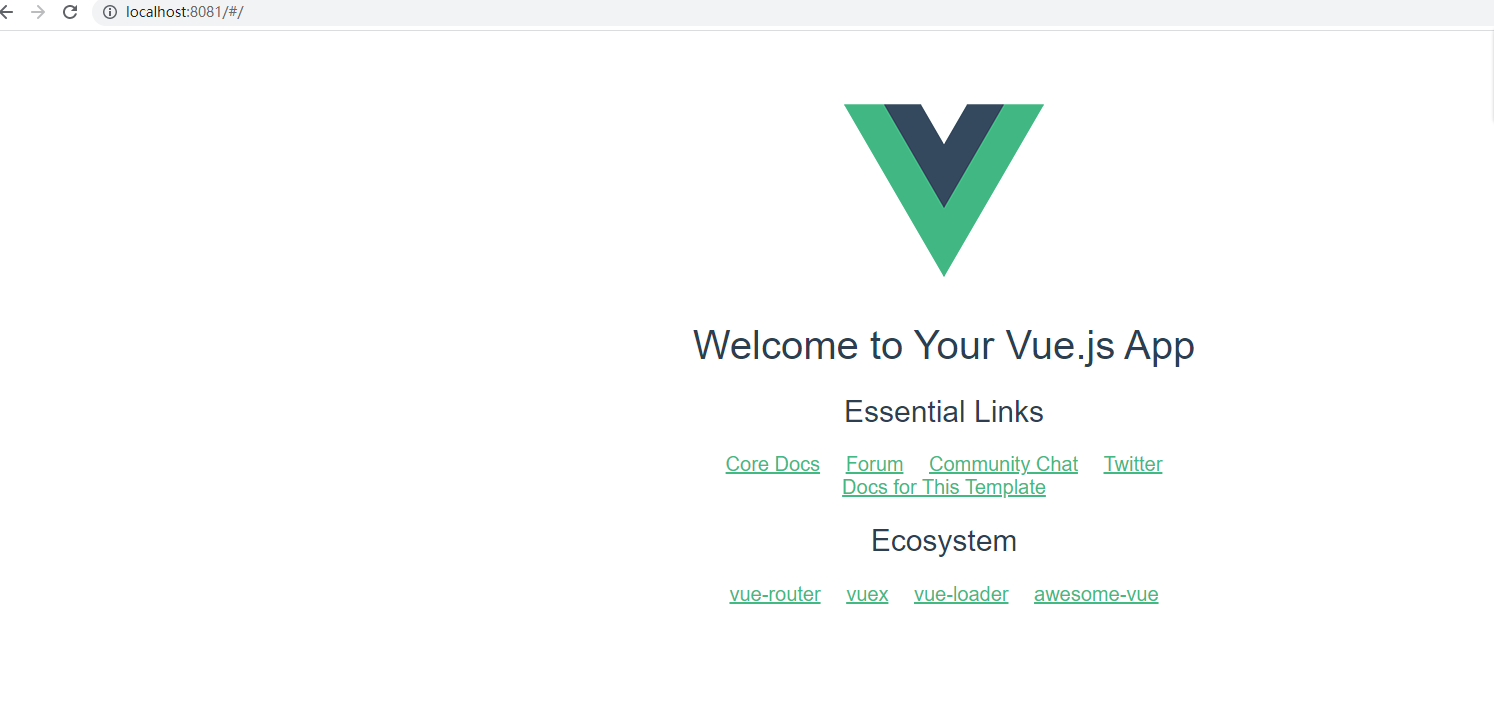 localhost:8081/#/
Welcome to Your Vue.js App
Essential Links
Core Docs Forum Community Chat Twitter
Docs for This Template
Ecosystem
vue-router vuex vue-loader awesome-vue